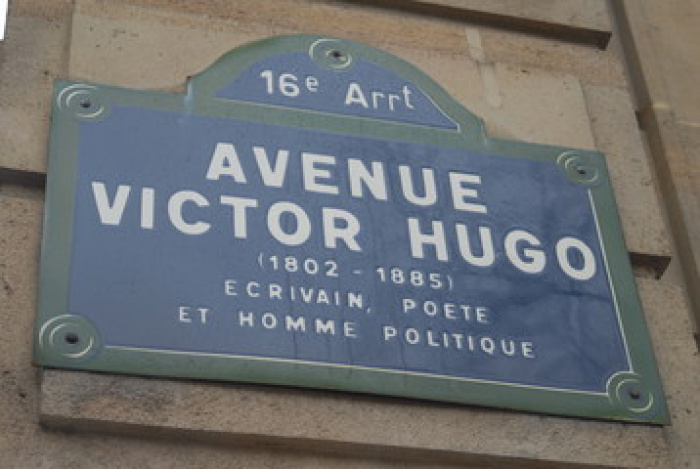 16e Arrt
AVENUE
VICTOR HUGO
(1802 - 1885)
ECRIVAIN, POETE
ET HOMME POLITIQUE